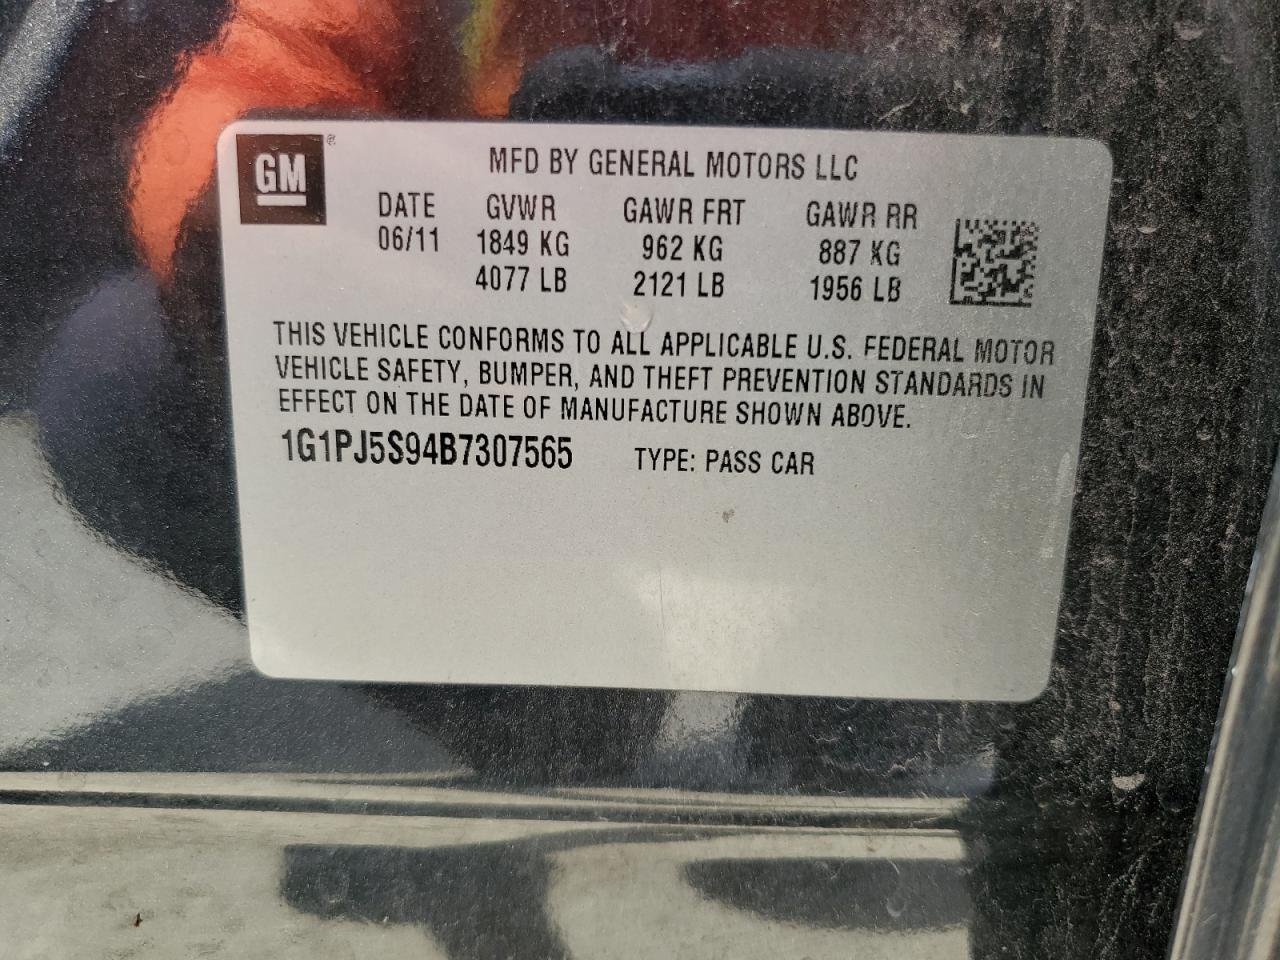 GM ®
MFD BY GENERAL MOTORS LLC
DATE GVWR GAWR FRT GAWR RR
06/11 1849 KG 962 KG 887 KG
4077 LB 2121 LB 1956 LB
THIS VEHICLE CONFORMS TO ALL APPLICABLE U.S. FEDERAL MOTOR
VEHICLE SAFETY, BUMPER, AND THEFT PREVENTION STANDARDS IN
EFFECT ON THE DATE OF MANUFACTURE SHOWN ABOVE.
1G1PJ5S94B7307565 TYPE: PASS CAR